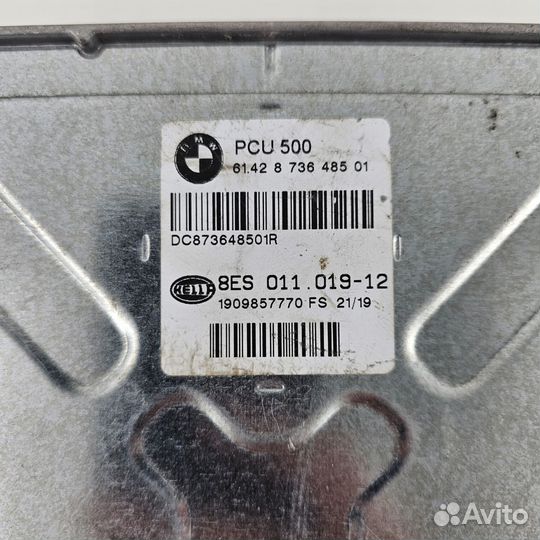 BMW
PCU 500
61.42 8 736 485 01
DC873648501R
HELLA 8ES 011.019-12
1909857770 FS 21/19
Avito